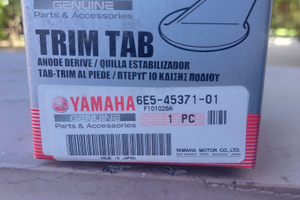 GENUINE
Parts & Accessories
TRIM TAB
ANODE DERIVE / QUILLA ESTABILIZADOR
TAB-TRIM AL PIEDE / ΠΤΕΡΥΓΙΟ ΚΑΙΣΗΣ ΠΟΔΙΟΥ
YAMAHA
6E5-45371-01
F101026A
GENUINE
Parts & Accessories
1 PC
MADE IN JAPAN
YAMAHA MOTOR CO., LTD.